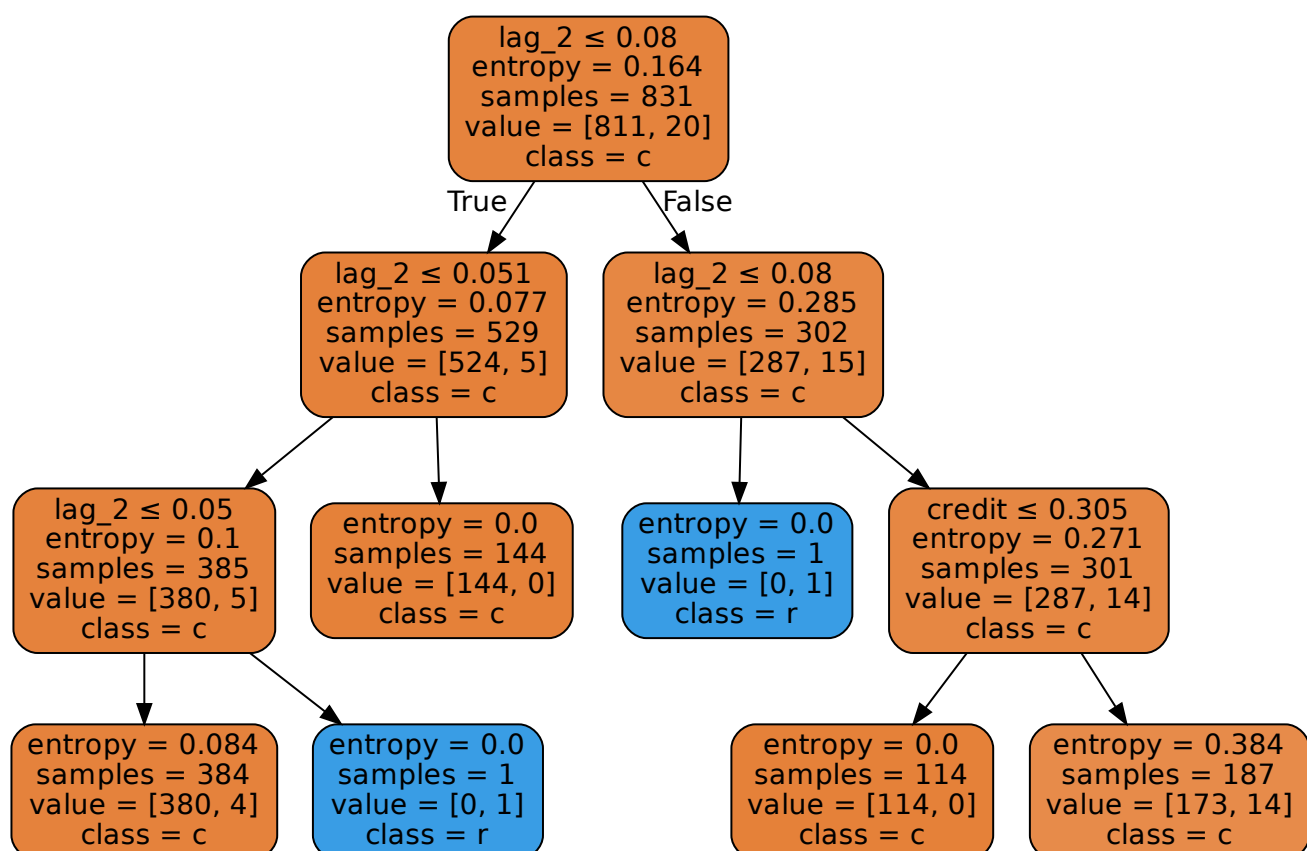 lag_2 ≤ 0.08
entropy = 0.164
samples = 831
value = [811, 20]
class = c
True
False
lag_2 ≤ 0.051
entropy = 0.077
samples = 529
value = [524, 5]
class = c
lag_2 ≤ 0.08
entropy = 0.285
samples = 302
value = [287, 15]
class = c
lag_2 ≤ 0.05
entropy = 0.1
samples = 385
value = [380, 5]
class = c
entropy = 0.0
samples = 144
value = [144, 0]
class = c
entropy = 0.0
samples = 1
value = [0, 1]
class = r
credit ≤ 0.305
entropy = 0.271
samples = 301
value = [287, 14]
class = c
entropy = 0.084
samples = 384
value = [380, 4]
class = c
entropy = 0.0
samples = 1
value = [0, 1]
class = r
entropy = 0.0
samples = 114
value = [114, 0]
class = c
entropy = 0.384
samples = 187
value = [173, 14]
class = c